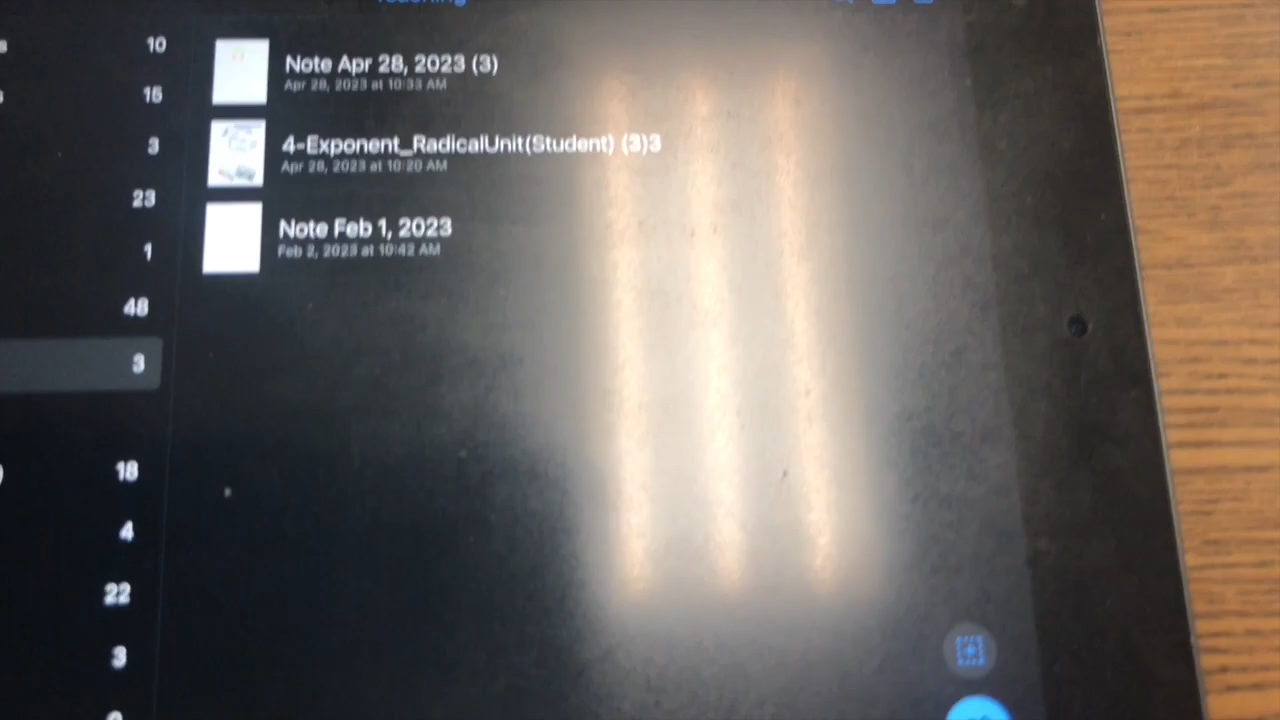 Teaching
10
15
3
23
1
48
3
18
4
22
3
Note Apr 28, 2023 (3)
Apr 28, 2023 at 10:33 AM
4-Exponent_RadicalUnit(Student) (3)3
Apr 28, 2023 at 10:20 AM
Note Feb 1, 2023
Feb 2, 2023 at 10:42 AM